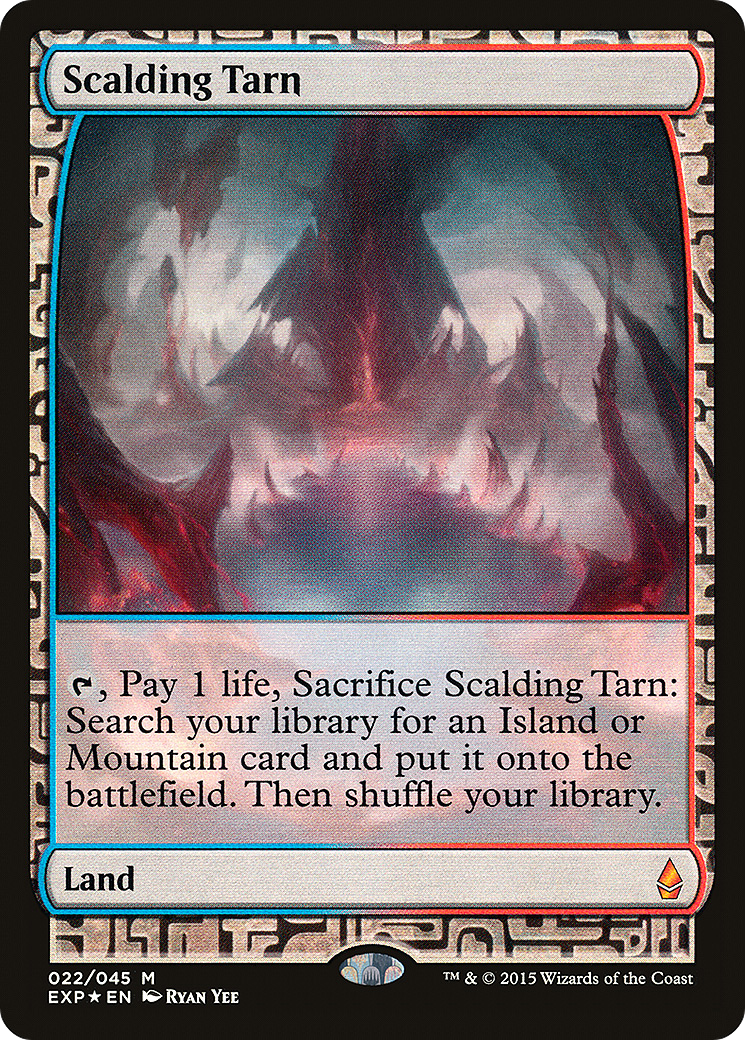 Scalding Tarn
, Pay 1 life, Sacrifice Scalding Tarn:
Search your library for an Island or
Mountain card and put it onto the
battlefield. Then shuffle your library.
Land
022/045 M
EXP★EN Ryan Yee
™ & © 2015 Wizards of the Coast